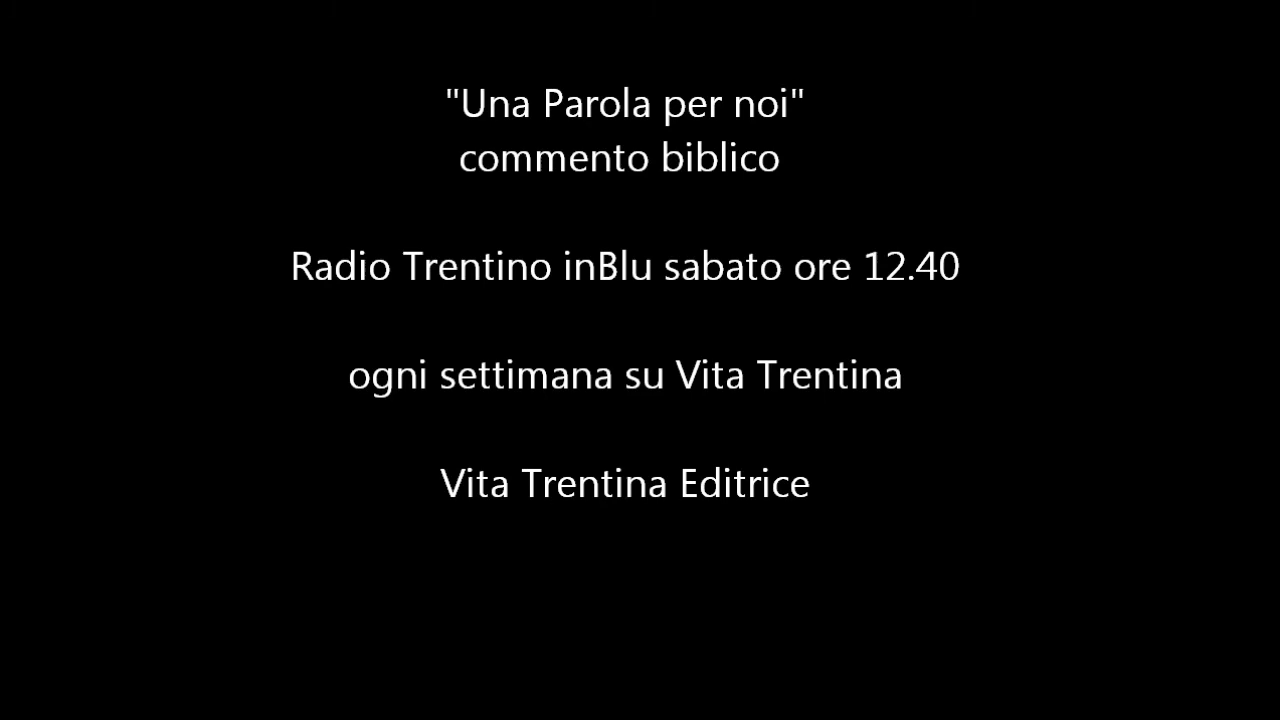 "Una Parola per noi"
commento biblico
Radio Trentino inBlu sabato ore 12.40
ogni settimana su Vita Trentina
Vita Trentina Editrice